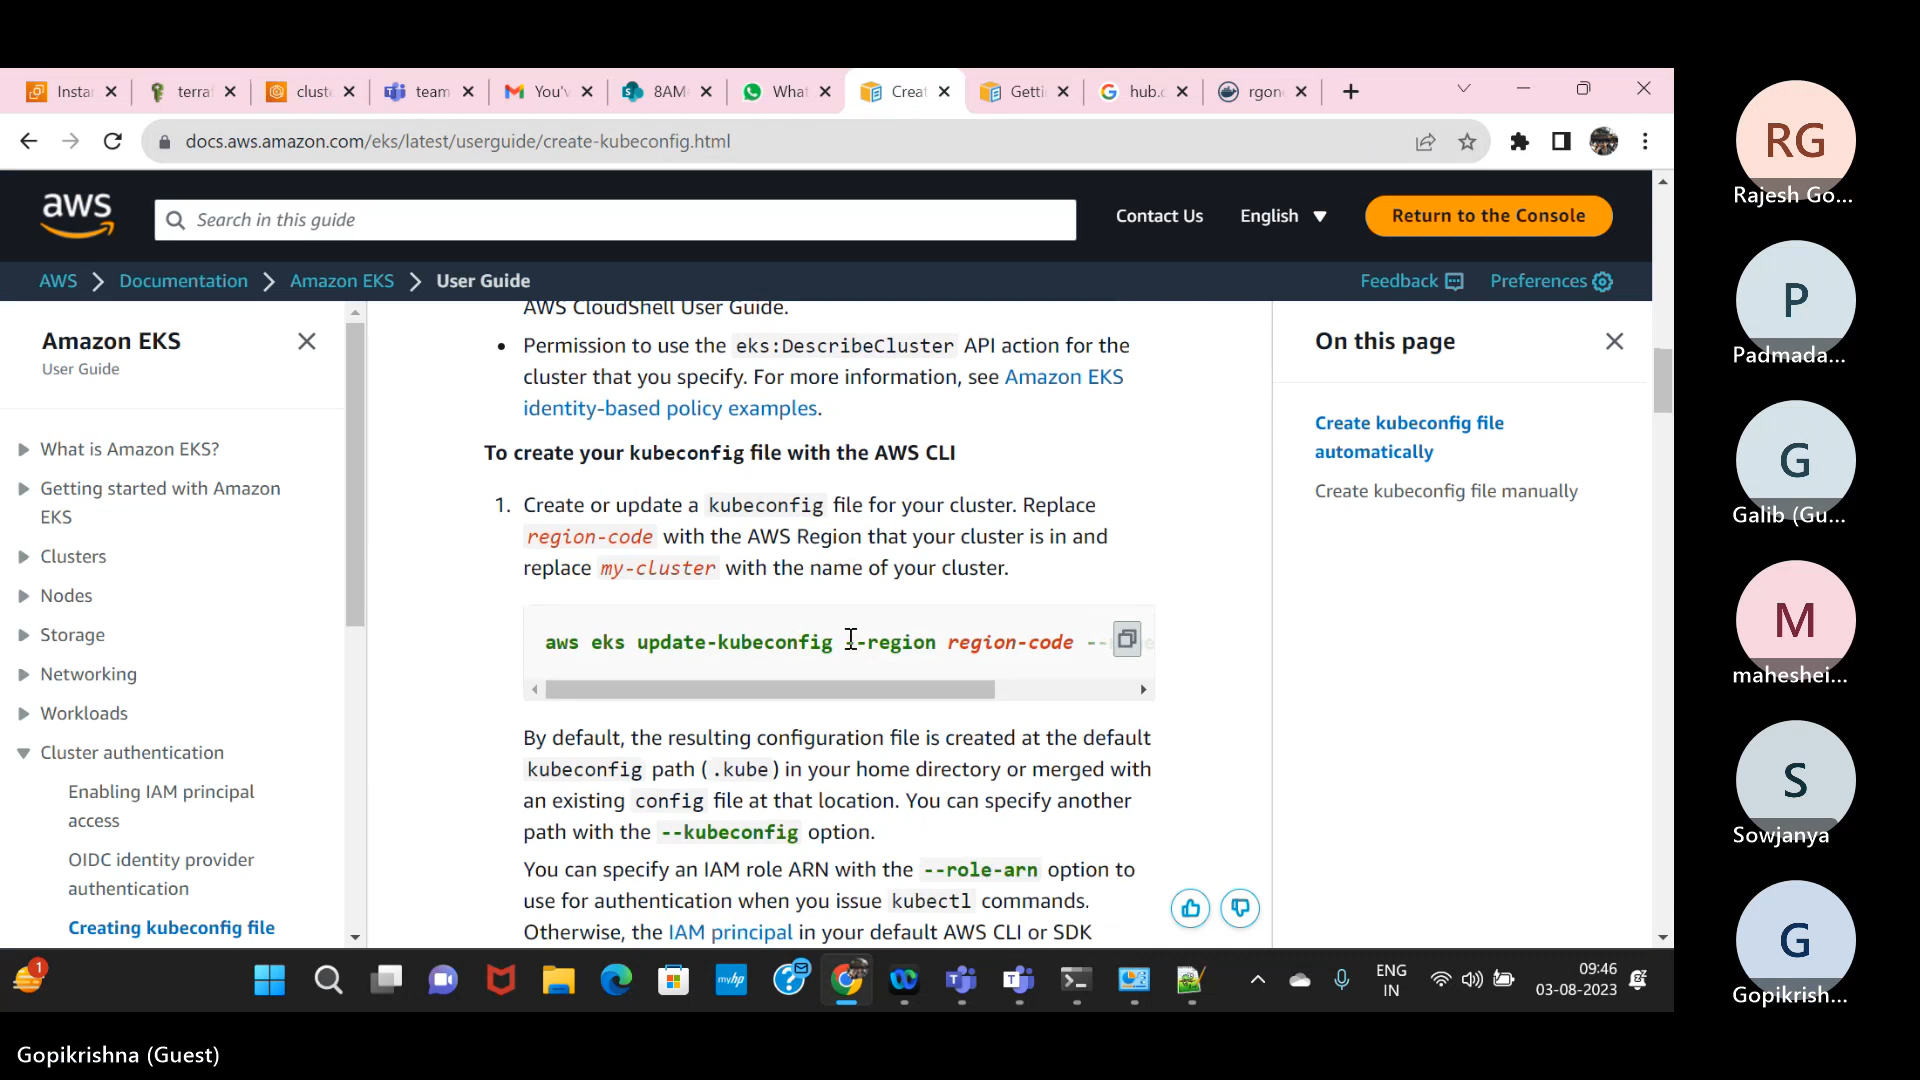 Insta
terra
clust
team
You'v
8AM
What
Creat
Getti
hub.c
rgon
docs.aws.amazon.com/eks/latest/userguide/create-kubeconfig.html
aws
Search in this guide
Contact Us
English
Return to the Console
AWS
Documentation
Amazon EKS
User Guide
Feedback
Preferences
Amazon EKS
User Guide
What is Amazon EKS?
Getting started with Amazon
EKS
Clusters
Nodes
Storage
Networking
Workloads
Cluster authentication
Enabling IAM principal
access
OIDC identity provider
authentication
Creating kubeconfig file
AWS CloudShell User Guide.
• Permission to use the eks:DescribeCluster API action for the
cluster that you specify. For more information, see Amazon EKS
identity-based policy examples.
To create your kubeconfig file with the AWS CLI
1. Create or update a kubeconfig file for your cluster. Replace
region-code with the AWS Region that your cluster is in and
replace my-cluster with the name of your cluster.
aws eks update-kubeconfig --region region-code --
By default, the resulting configuration file is created at the default
kubeconfig path (.kube) in your home directory or merged with
an existing config file at that location. You can specify another
path with the --kubeconfig option.
You can specify an IAM role ARN with the --role-arn option to
use for authentication when you issue kubectl commands.
Otherwise, the IAM principal in your default AWS CLI or SDK
On this page
Create kubeconfig file
automatically
Create kubeconfig file manually
1
myhp
ENG
IN
09:46
03-08-2023
RG
Rajesh Go...
P
Padmada...
G
Galib (Gu...
M
maheshei...
S
Sowjanya
G
Gopikrish...
Gopikrishna (Guest)